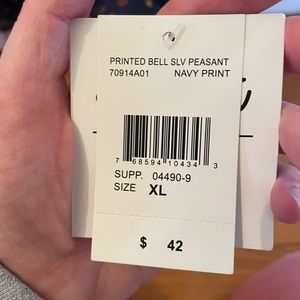 PRINTED BELL SLV PEASANT
70914A01 NAVY PRINT
7 68594 10434 3
SUPP. 04490-9
SIZE XL
$ 42